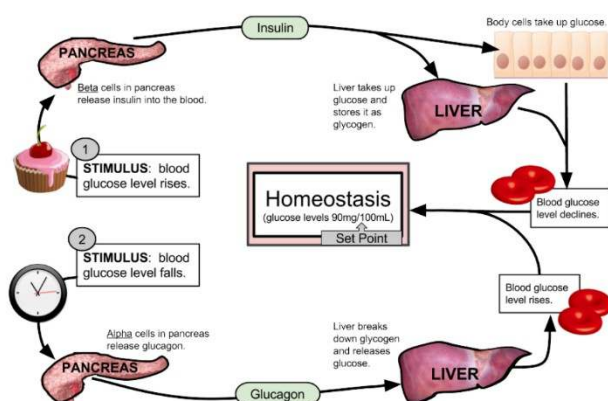 Insulin
Body cells take up glucose.
PANCREAS
Beta cells in pancreas
release insulin into the blood.
Liver takes up
glucose and
stores it as
glycogen.
LIVER
1
STIMULUS: blood
glucose level rises.
Homeostasis
(glucose levels 90mg/100mL)
Set Point
Blood glucose
level declines.
2
STIMULUS: blood
glucose level falls.
Blood glucose
level rises.
Alpha cells in pancreas
release glucagon.
Liver breaks
down glycogen
and releases
glucose.
PANCREAS
LIVER
Glucagon